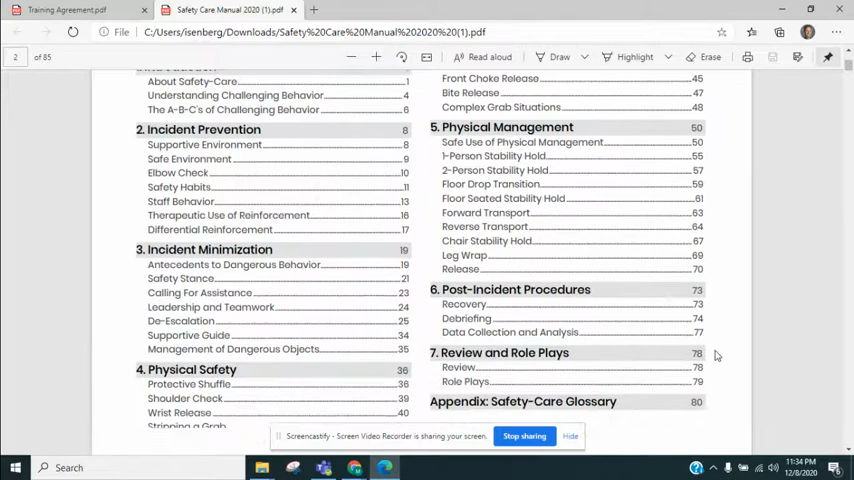 Training Agreement.pdf
Safety Care Manual 2020 (1).pdf
File
C:/Users/isenberg/Downloads/Safety%20Care%20Manual%202020%20(1).pdf
2 of 85
Read aloud
Draw
Highlight
Erase
About Safety-Care 1
Understanding Challenging Behavior 4
The A-B-C's of Challenging Behavior 6
2. Incident Prevention 8
Supportive Environment 8
Safe Environment 9
Elbow Check 10
Safety Habits 11
Staff Behavior 13
Therapeutic Use of Reinforcement 16
Differential Reinforcement 17
3. Incident Minimization 19
Antecedents to Dangerous Behavior 19
Safety Stance 21
Calling For Assistance 23
Leadership and Teamwork 24
De-Escalation 25
Supportive Guide 34
Management of Dangerous Objects 35
4. Physical Safety 36
Protective Shuffle 36
Shoulder Check 39
Wrist Release 40
Stripping a Grab
Front Choke Release 45
Bite Release 47
Complex Grab Situations 48
5. Physical Management 50
Safe Use of Physical Management 50
1-Person Stability Hold 55
2-Person Stability Hold 57
Floor Drop Transition 59
Floor Seated Stability Hold 61
Forward Transport 63
Reverse Transport 64
Chair Stability Hold 67
Leg Wrap 69
Release 70
6. Post-Incident Procedures 73
Recovery 73
Debriefing 74
Data Collection and Analysis 77
7. Review and Role Plays 78
Review 78
Role Plays 79
Appendix: Safety-Care Glossary 80
Screencastify - Screen Video Recorder is sharing your screen.
Stop sharing
Hide
Search
11:34 PM
12/8/2020